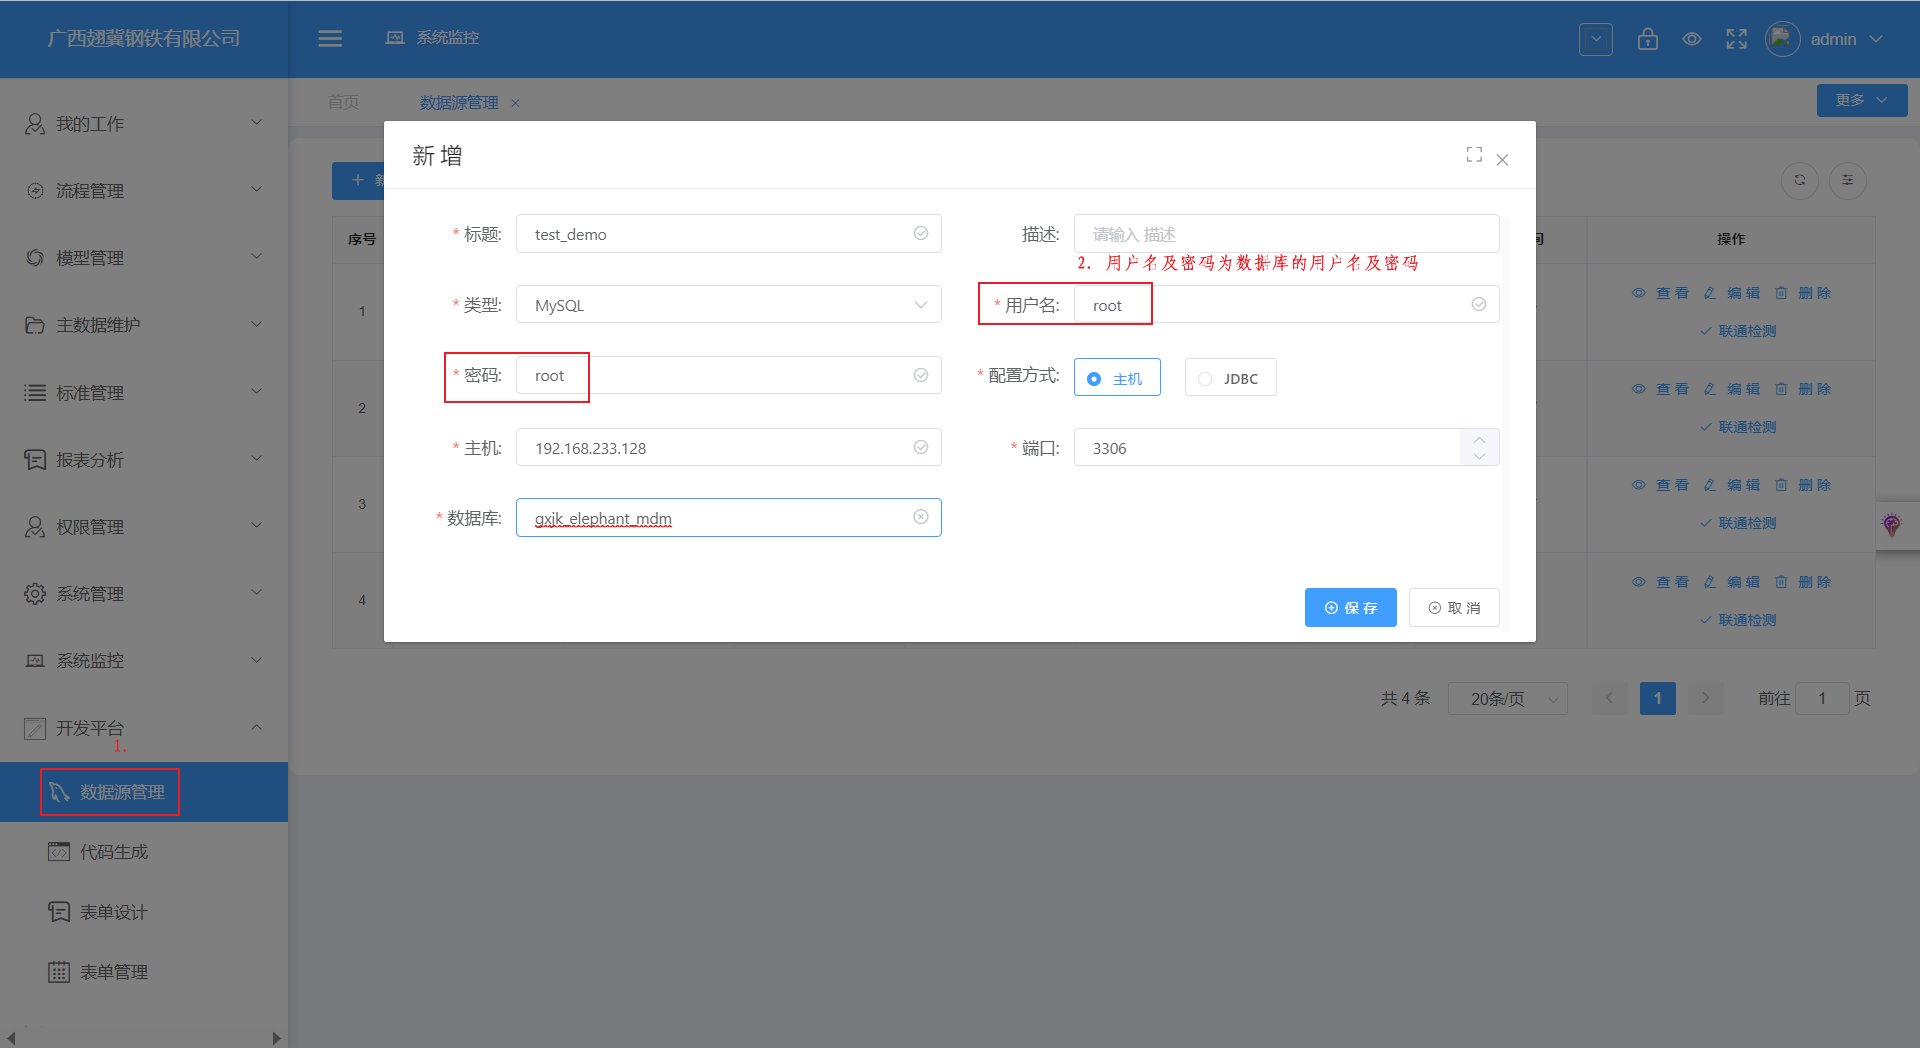 广西翅冀钢铁有限公司
系统监控
admin
首页
数据源管理
更多
我的工作
流程管理
模型管理
主数据维护
标准管理
报表分析
权限管理
系统管理
系统监控
开发平台
1.
数据源管理
代码生成
表单设计
表单管理
新增
* 标题: test_demo
描述: 请输入 描述
2. 用户名及密码为数据库的用户名及密码
* 类型: MySQL
* 用户名: root
* 密码: root
* 配置方式: 主机 JDBC
* 主机: 192.168.233.128
* 端口: 3306
* 数据库: gxjk_elephant_mdm
保存 取消
序号 操作
1 查看 编辑 删除
联通检测
2 查看 编辑 删除
联通检测
3 查看 编辑 删除
联通检测
4 查看 编辑 删除
联通检测
共 4 条 20条/页 1 前往 1 页